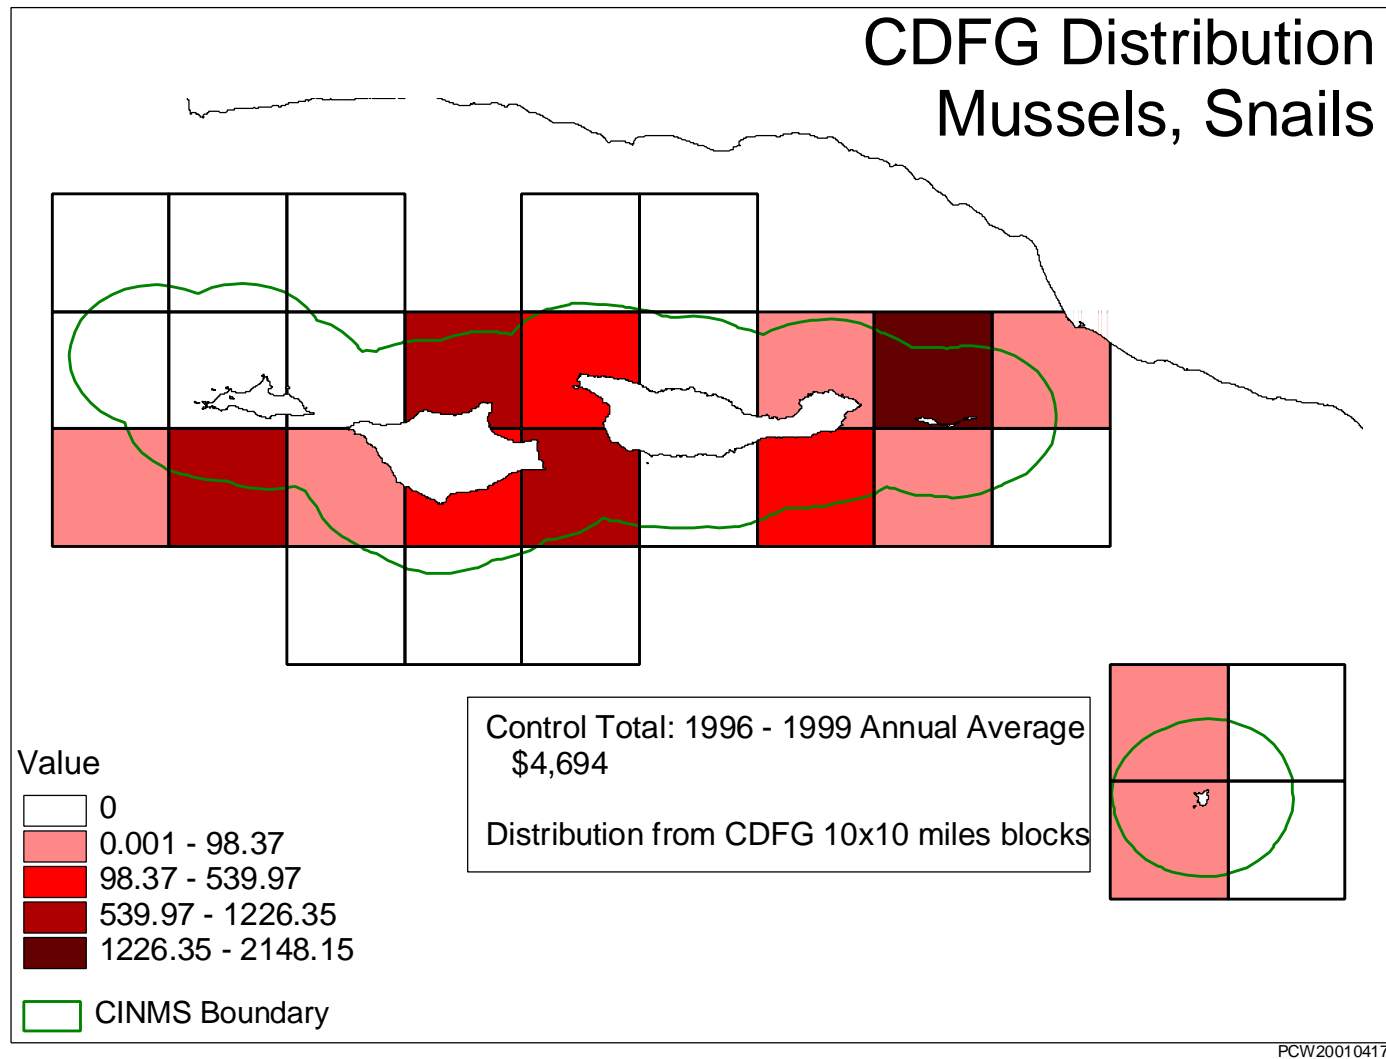 CDFG Distribution
Mussels, Snails
Control Total: 1996 - 1999 Annual Average
$4,694
Distribution from CDFG 10x10 miles blocks
Value
0
0.001 - 98.37
98.37 - 539.97
539.97 - 1226.35
1226.35 - 2148.15
CINMS Boundary
PCW20010417